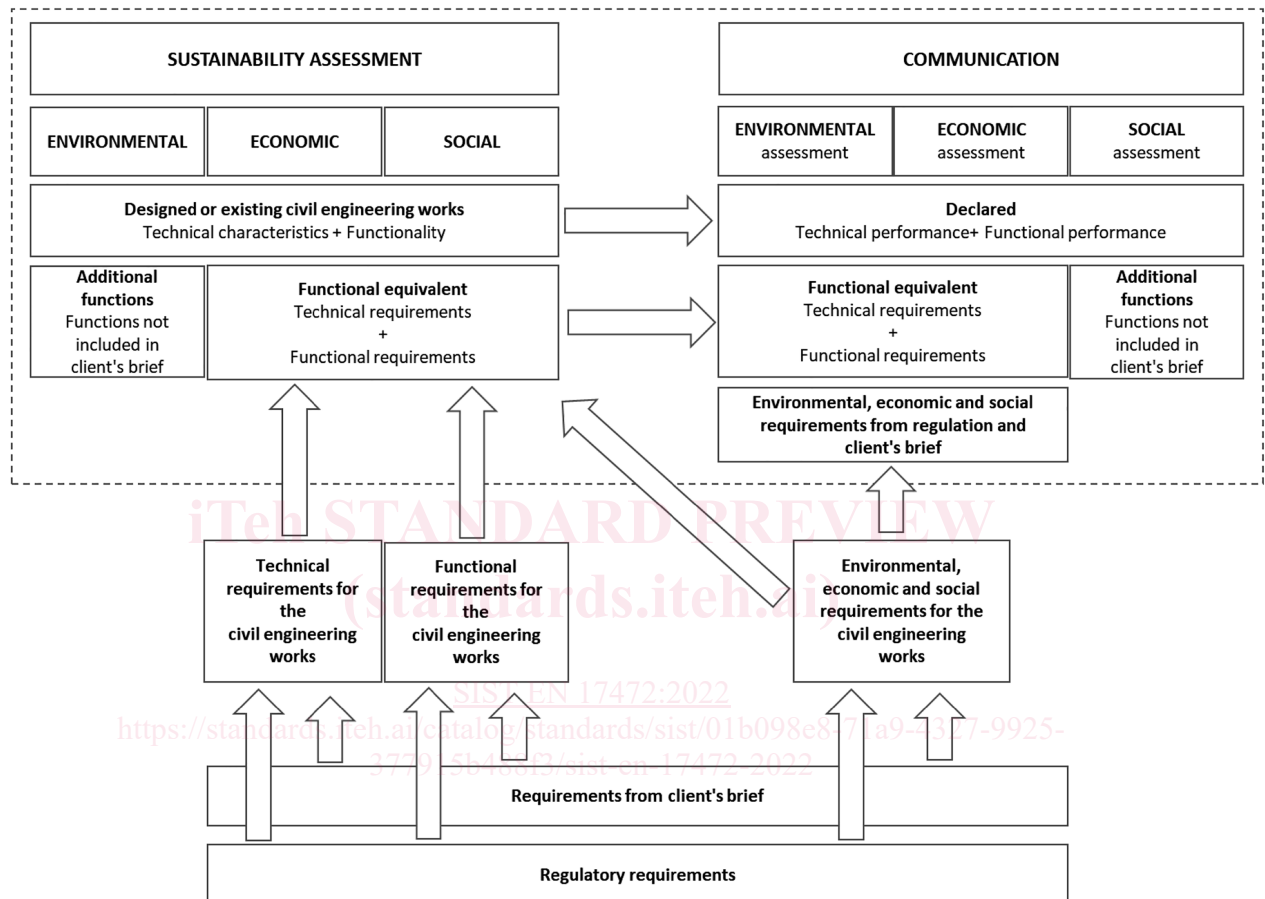 SUSTAINABILITY ASSESSMENT
COMMUNICATION
ENVIRONMENTAL
ECONOMIC
SOCIAL
ENVIRONMENTAL
assessment
ECONOMIC
assessment
SOCIAL
assessment
Designed or existing civil engineering works
Technical characteristics + Functionality
Declared
Technical performance+ Functional performance
Additional
functions
Functions not
included in
client's brief
Functional equivalent
Technical requirements
+
Functional requirements
Functional equivalent
Technical requirements
+
Functional requirements
Additional
functions
Functions not
included in
client's brief
Environmental, economic and social
requirements from regulation and
client's brief
iTeh STANDARD PREVIEW
(standards.iteh.ai)
Technical
requirements for
the
civil engineering
works
Functional
requirements for
the
civil engineering
works
Environmental,
economic and social
requirements for the
civil engineering
works
SIST EN 17472:2022
https://standards.iteh.ai/catalog/standards/sist/01b098e8-71a9-4327-9925-
377915b488f3/sist-en-17472-2022
Requirements from client's brief
Regulatory requirements